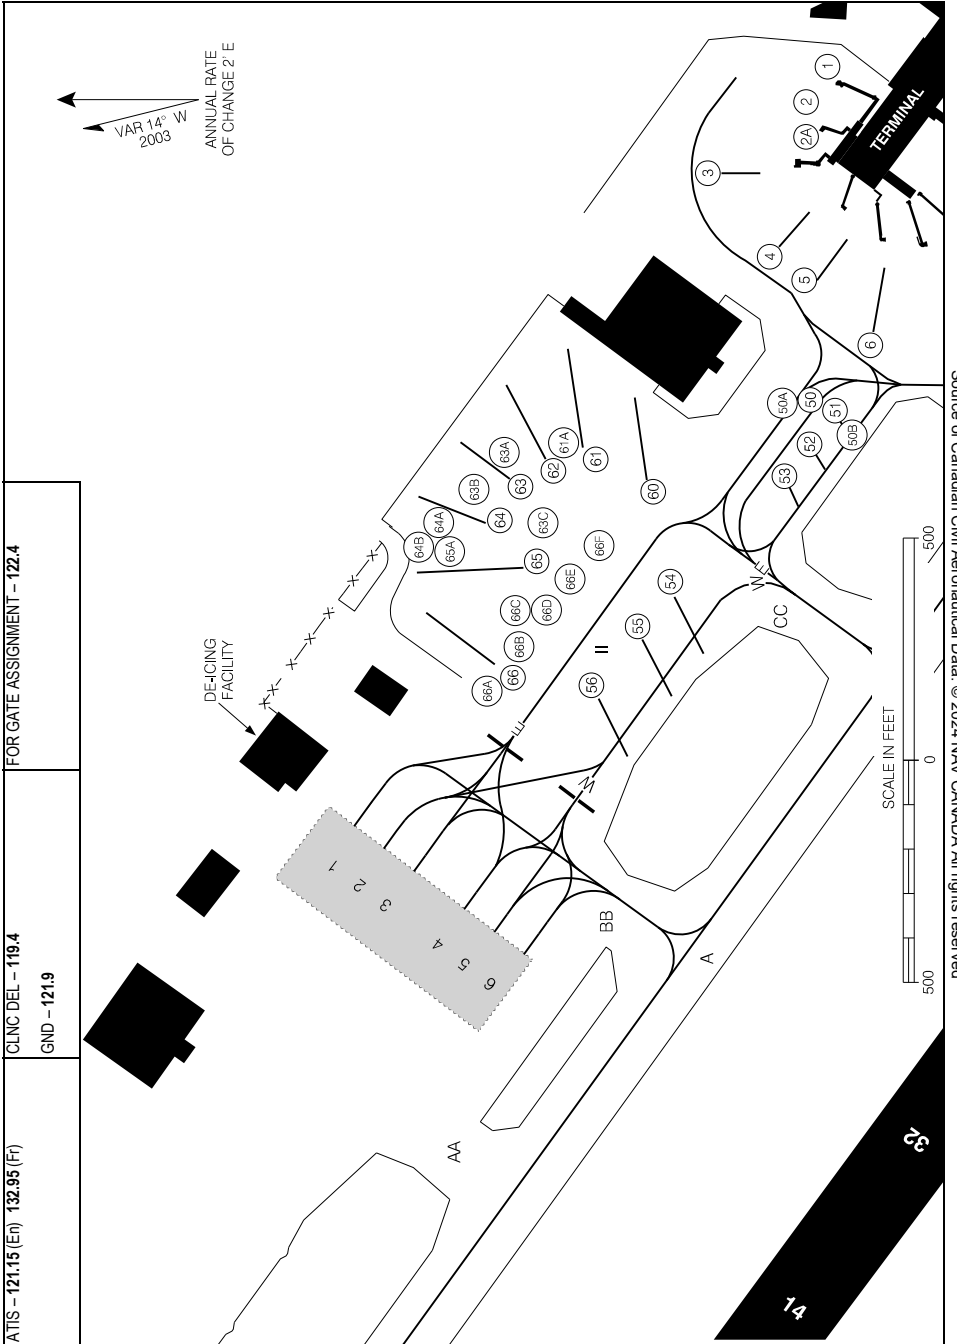 ATIS – 121.15 (En) 132.95 (Fr)
CLNC DEL – 119.4
GND – 121.9
FOR GATE ASSIGNMENT – 122.4
VAR 14° W
2003
ANNUAL RATE
OF CHANGE 2' E
TERMINAL
1
2
2A
3
4
5
6
50A
50
51
50B
52
53
60
61
61A
62
63A
63
63B
64
63C
64A
64B
65A
65
66F
66E
66D
66C
66B
66
66A
54
55
56
II
E
W
W
E
CC
BB
AA
A
DE-ICING
FACILITY
1
2
3
4
5
6
SCALE IN FEET
500
0
500
32
14
Source of Canadian Civil Aeronautical Data: © 2024 NAV CANADA All rights reserved